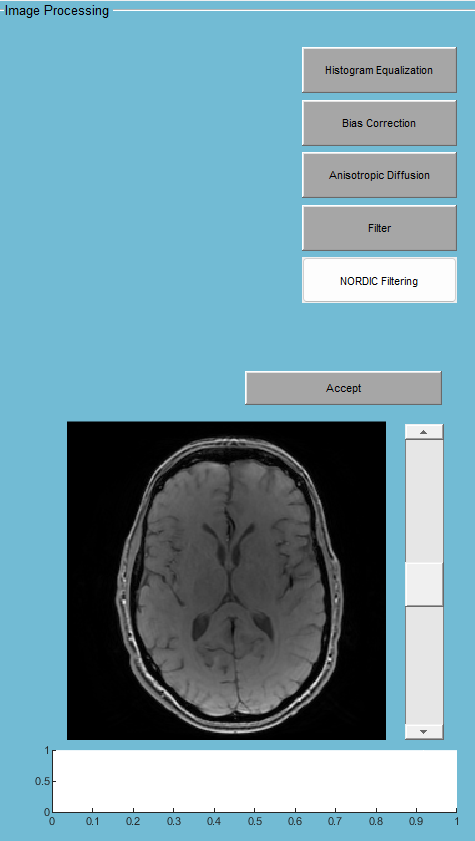 Image Processing
Histogram Equalization
Bias Correction
Anisotropic Diffusion
Filter
NORDIC Filtering
Accept
1
0.5
0
0 0.1 0.2 0.3 0.4 0.5 0.6 0.7 0.8 0.9 1